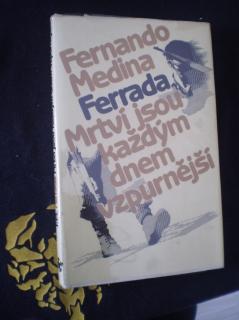 Fernando
Medina
Ferrada
Mrtví jsou
každým
dnem
vzpurnější